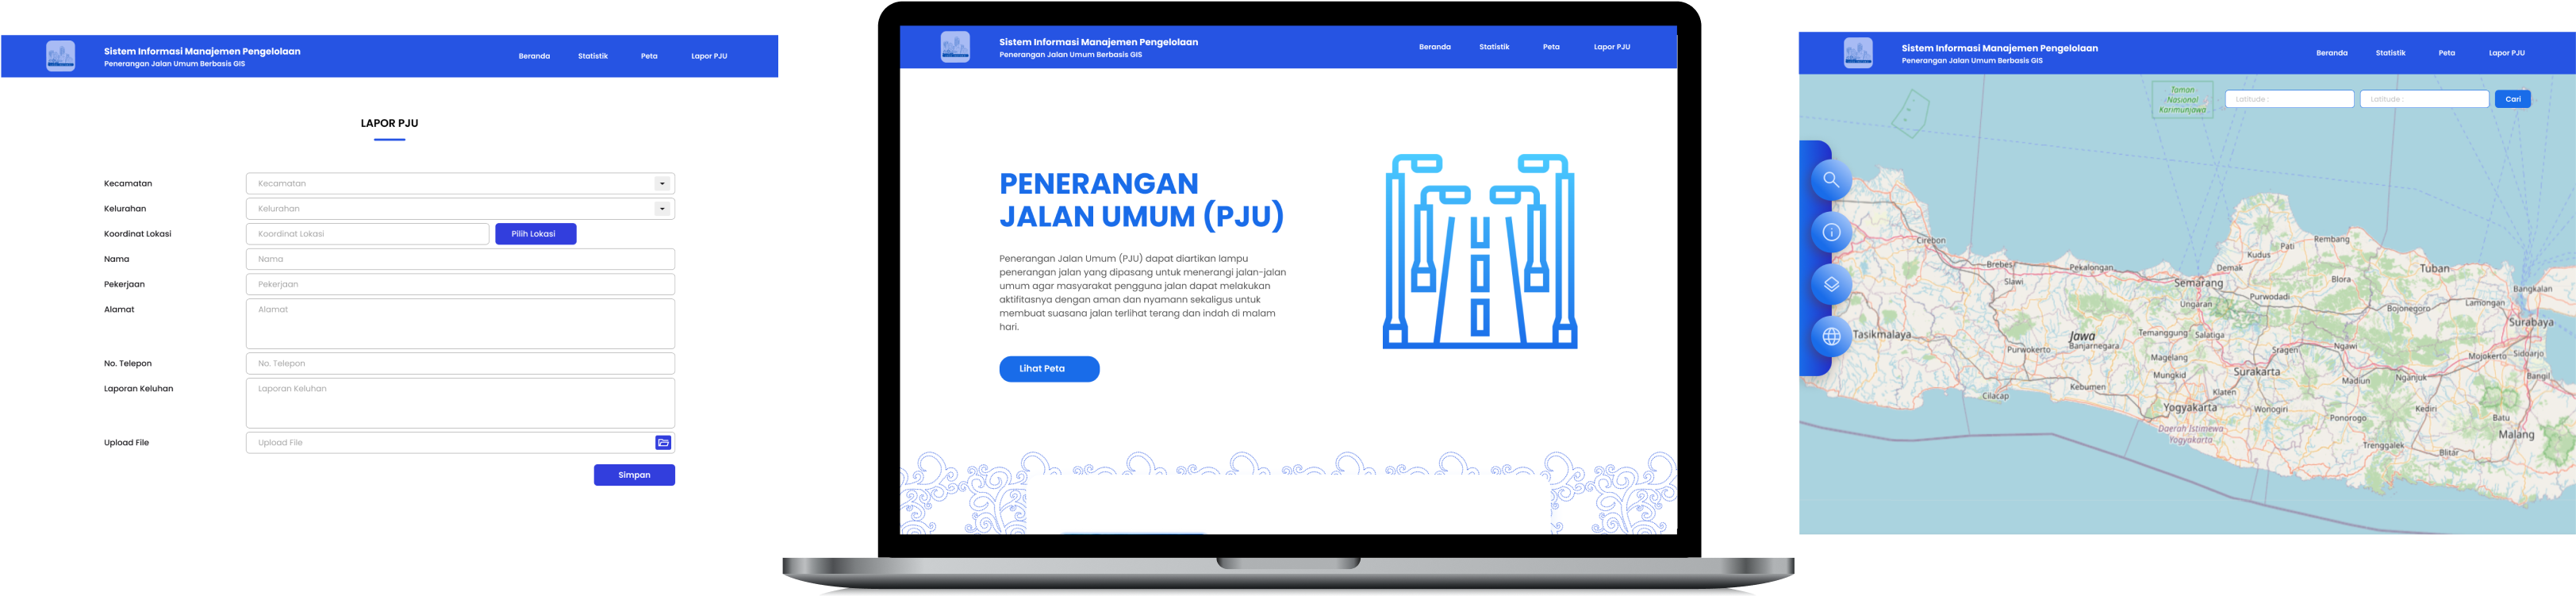 Sistem Informasi Manajemen Pengelolaan
Penerangan Jalan Umum Berbasis GIS
Beranda Statistik Peta Lapor PJU
LAPOR PJU
Kecamatan Kecamatan
Kelurahan Kelurahan
Koordinat Lokasi Koordinat Lokasi Pilih Lokasi
Nama Nama
Pekerjaan Pekerjaan
Alamat Alamat
No. Telepon No. Telepon
Laporan Keluhan Laporan Keluhan
Upload File Upload File
Simpan
Sistem Informasi Manajemen Pengelolaan
Penerangan Jalan Umum Berbasis GIS
Beranda Statistik Peta Lapor PJU
PENERANGAN
JALAN UMUM (PJU)
Penerangan Jalan Umum (PJU) dapat diartikan lampu
penerangan jalan yang dipasang untuk menerangi jalan-jalan
umum agar masyarakat pengguna jalan dapat melakukan
aktifitasnya dengan aman dan nyamann sekaligus untuk
membuat suasana jalan terlihat terang dan indah di malam
hari.
Lihat Peta
Sistem Informasi Manajemen Pengelolaan
Penerangan Jalan Umum Berbasis GIS
Beranda Statistik Peta Lapor PJU
Taman
Nasional
Karimunjawa
Latitude : Latitude : Cari
Cirebon
Brebes
Slawi
Pekalongan
Semarang
Ungaran
Demak
Kudus
Pati
Rembang
Purwodadi
Blora
Tuban
Bojonegoro
Lamongan
Bangkalan
Surabaya
Tasikmalaya
Jawa
Purwokerto
Banjarnegara
Temanggung
Salatiga
Magelang
Mungkid
Sragen
Ngawi
Mojokerto
Sidoarjo
Surakarta
Klaten
Madiun
Nganjuk
Bangil
Kebumen
Cilacap
Yogyakarta
Wonogiri
Daerah Istimewa
Yogyakarta
Ponorogo
Kediri
Batu
Malang
Trenggalek
Blitar